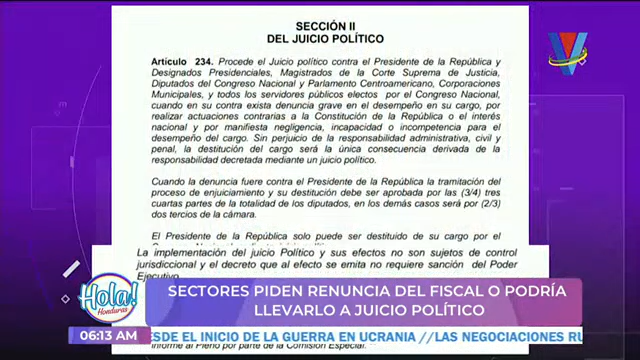 SECCIÓN II
DEL JUICIO POLÍTICO
Artículo 234. Procede el Juicio político contra el Presidente de la República y
Designados Presidenciales, Magistrados de la Corte Suprema de Justicia,
Diputados del Congreso Nacional y Parlamento Centroamericano, Corporaciones
Municipales, y todos los servidores públicos electos por el Congreso Nacional,
cuando en su contra exista denuncia grave en el desempeño en su cargo, por
realizar actuaciones contrarias a la Constitución de la República o el interés
nacional y por manifiesta negligencia, incapacidad o incompetencia para el
desempeño del cargo. Sin perjuicio de la responsabilidad administrativa, civil y
penal, la destitución del cargo será la única consecuencia derivada de la
responsabilidad decretada mediante un juicio político.
Cuando la denuncia fuere contra el Presidente de la República la tramitación del
proceso de enjuiciamiento y su destitución debe ser aprobada por las (3/4) tres
cuartas partes de la totalidad de los diputados, en los demás casos será por (2/3)
dos tercios de la cámara.
El Presidente de la República solo puede ser destituido de su cargo por el
La implementación del juicio Político y sus efectos no son sujetos de control
jurisdiccional y el decreto que al efecto se emita no requiere sanción del Poder
Ejecutivo
Hola!
Honduras
SECTORES PIDEN RENUNCIA DEL FISCAL O PODRÍA
LLEVARLO A JUICIO POLÍTICO
06:13 AM
DESDE EL INICIO DE LA GUERRA EN UCRANIA //LAS NEGOCIACIONES RU
informe al Pleno por parte de la Comisión Especial.